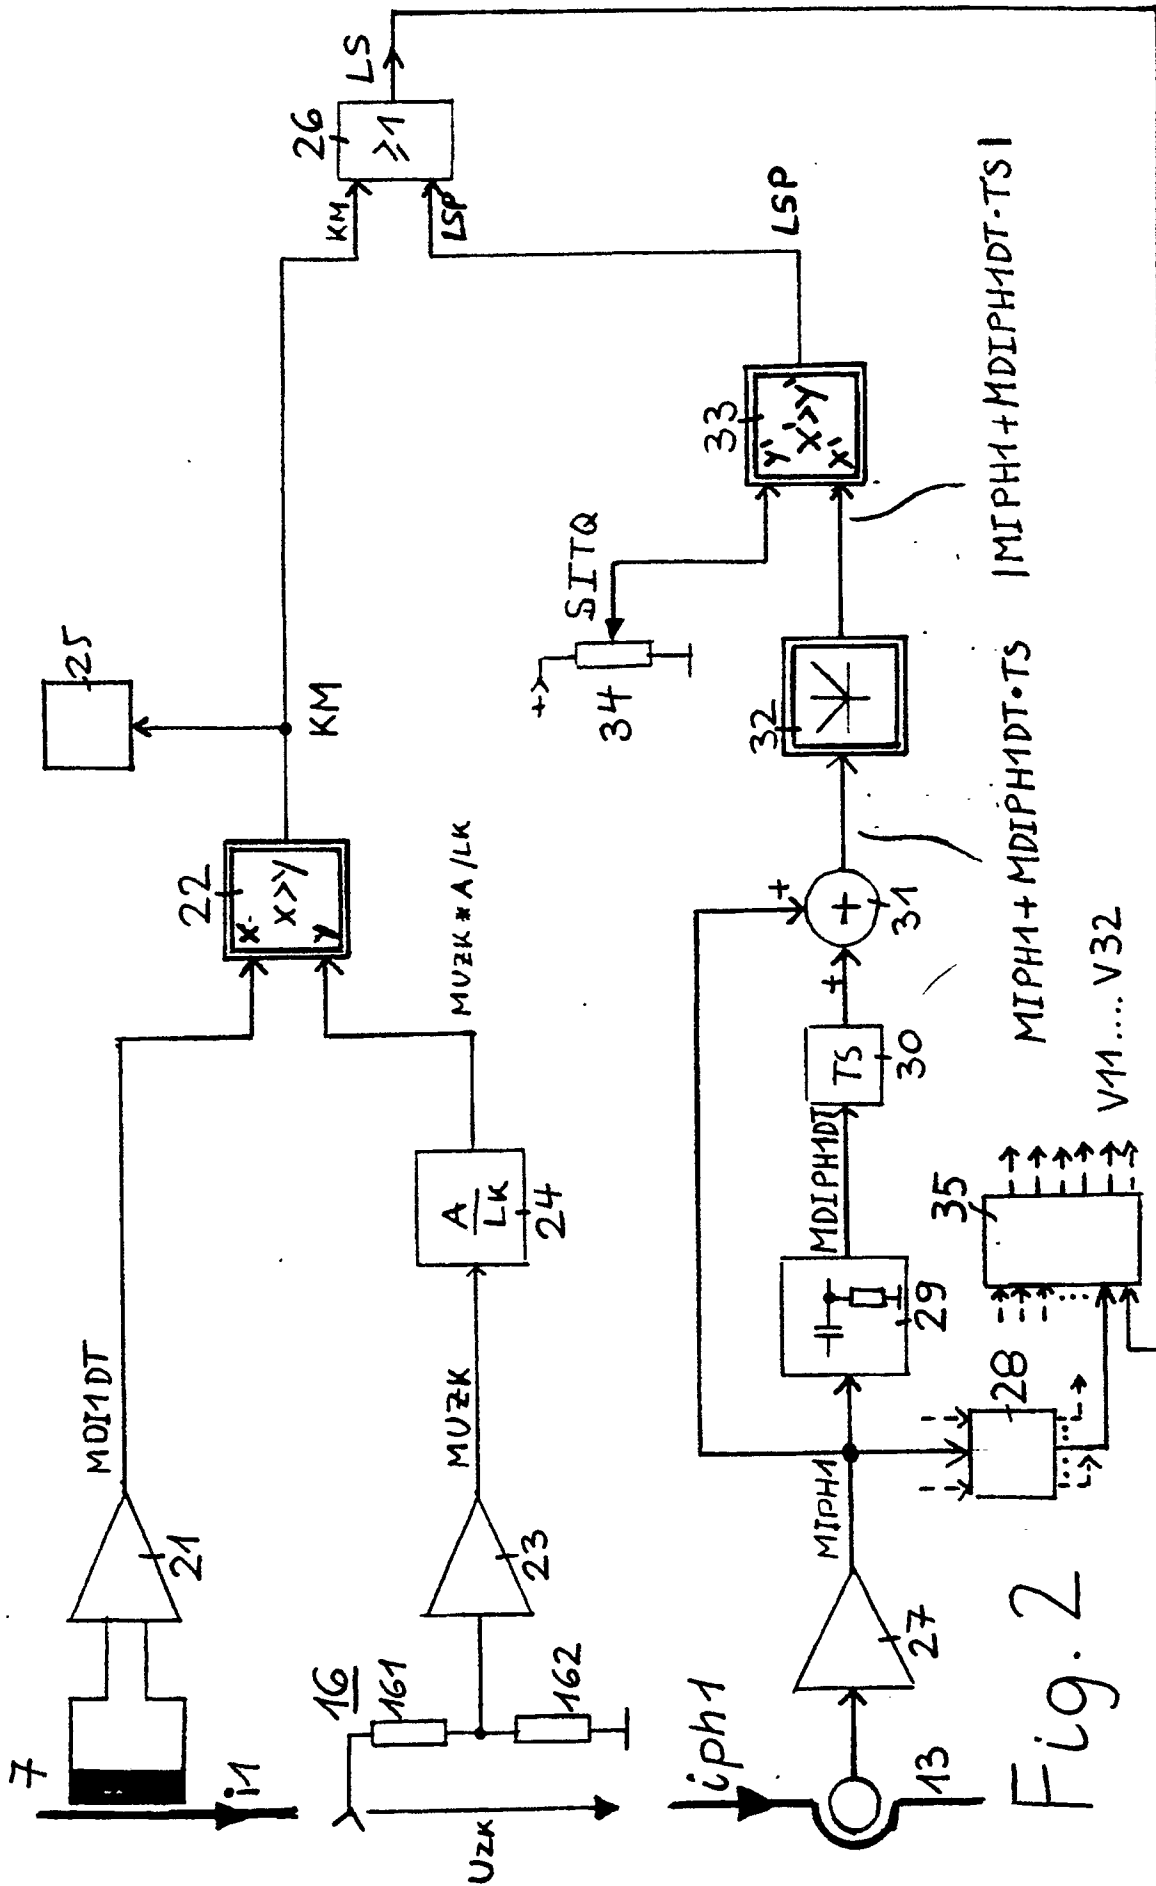 7
i1
21
MDI1DT
22
X
X>Y
Y
25
KM
KM
26
≥1
LS
LSP
16
161
162
UZK
23
MUZK
A
LK
24
MUZK*A/LK
+
34
SITQ
33
Y'
X'>Y'
X'
LSP
iph1
13
27
MIPH1
29
MDIPH1DT
TS
30
+
+
+
31
32
MIPH1+MDIPH1DT·TS
|MIPH1+MDIPH1DT·TS|
28
35
V11....V32
Fig. 2